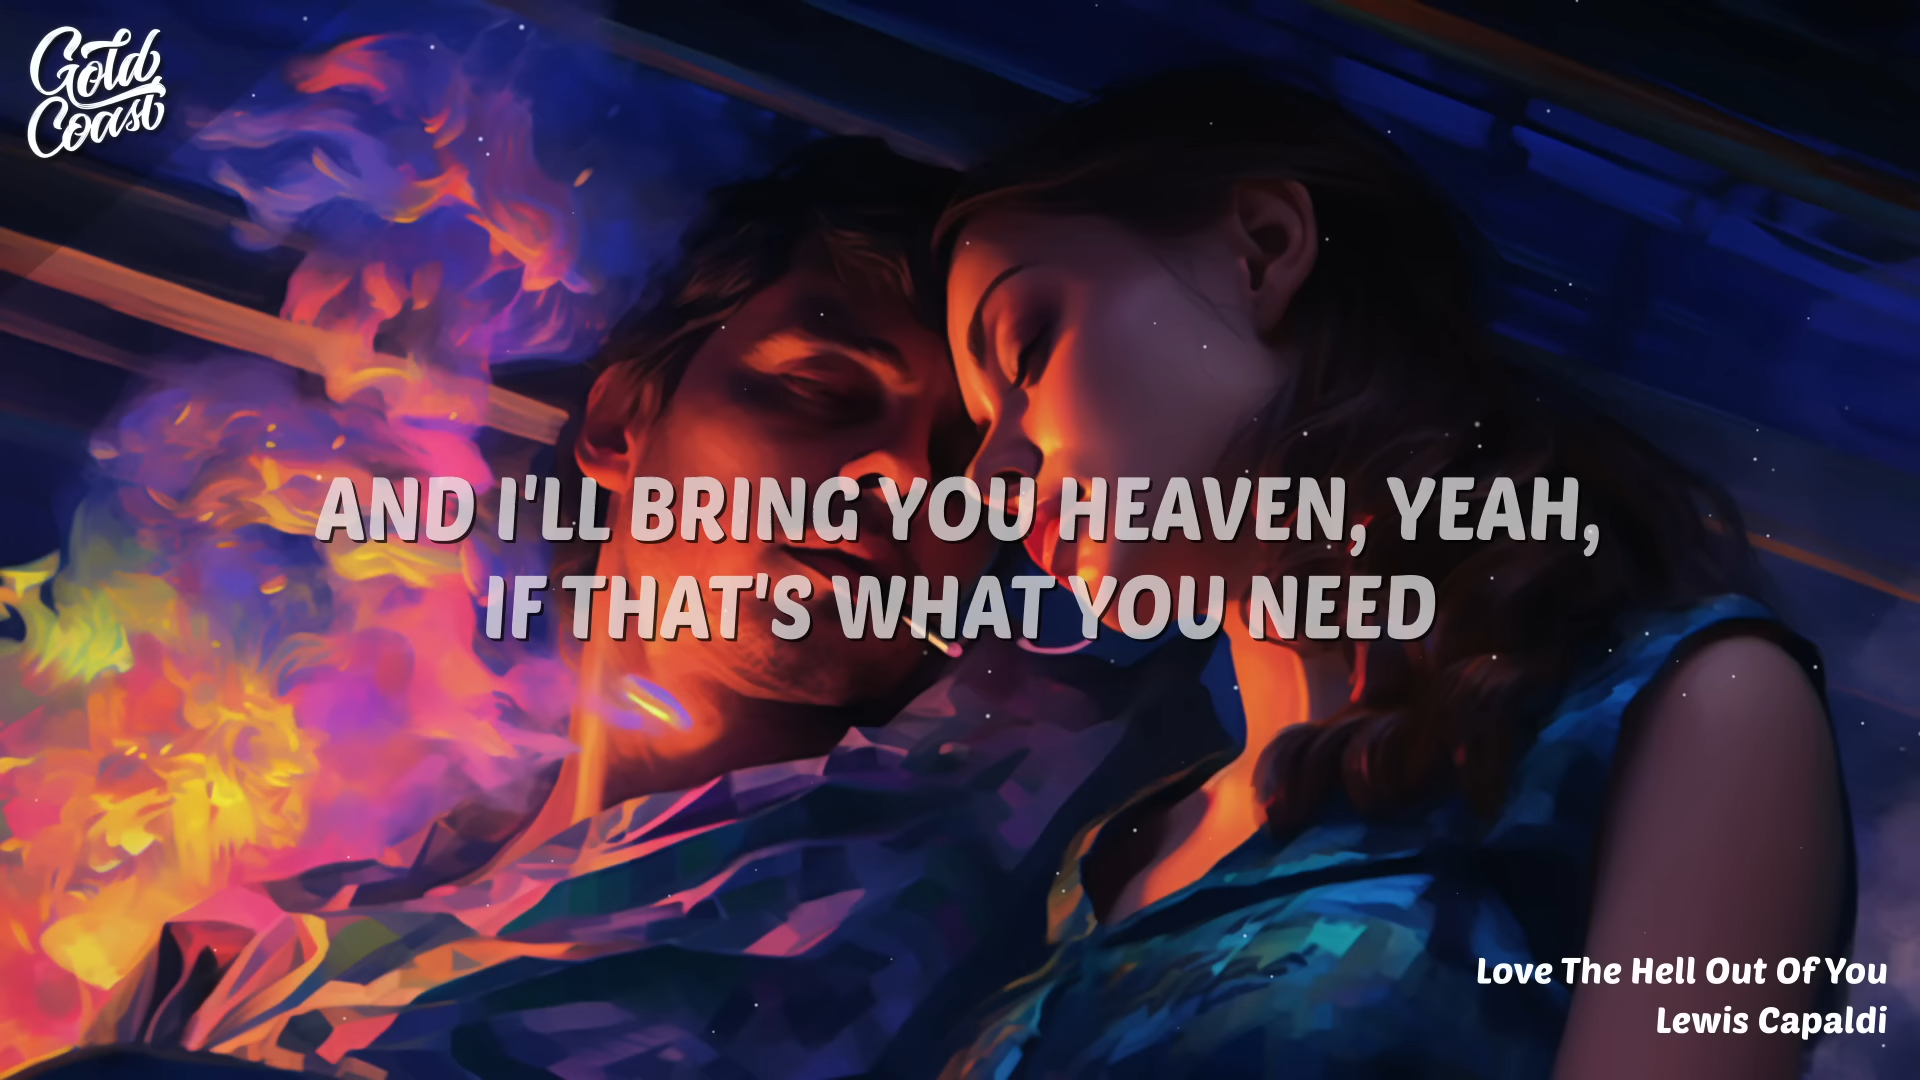 Gold
Coast
AND I'LL BRING YOU HEAVEN, YEAH,
IF THAT'S WHAT YOU NEED
Love The Hell Out Of You
Lewis Capaldi